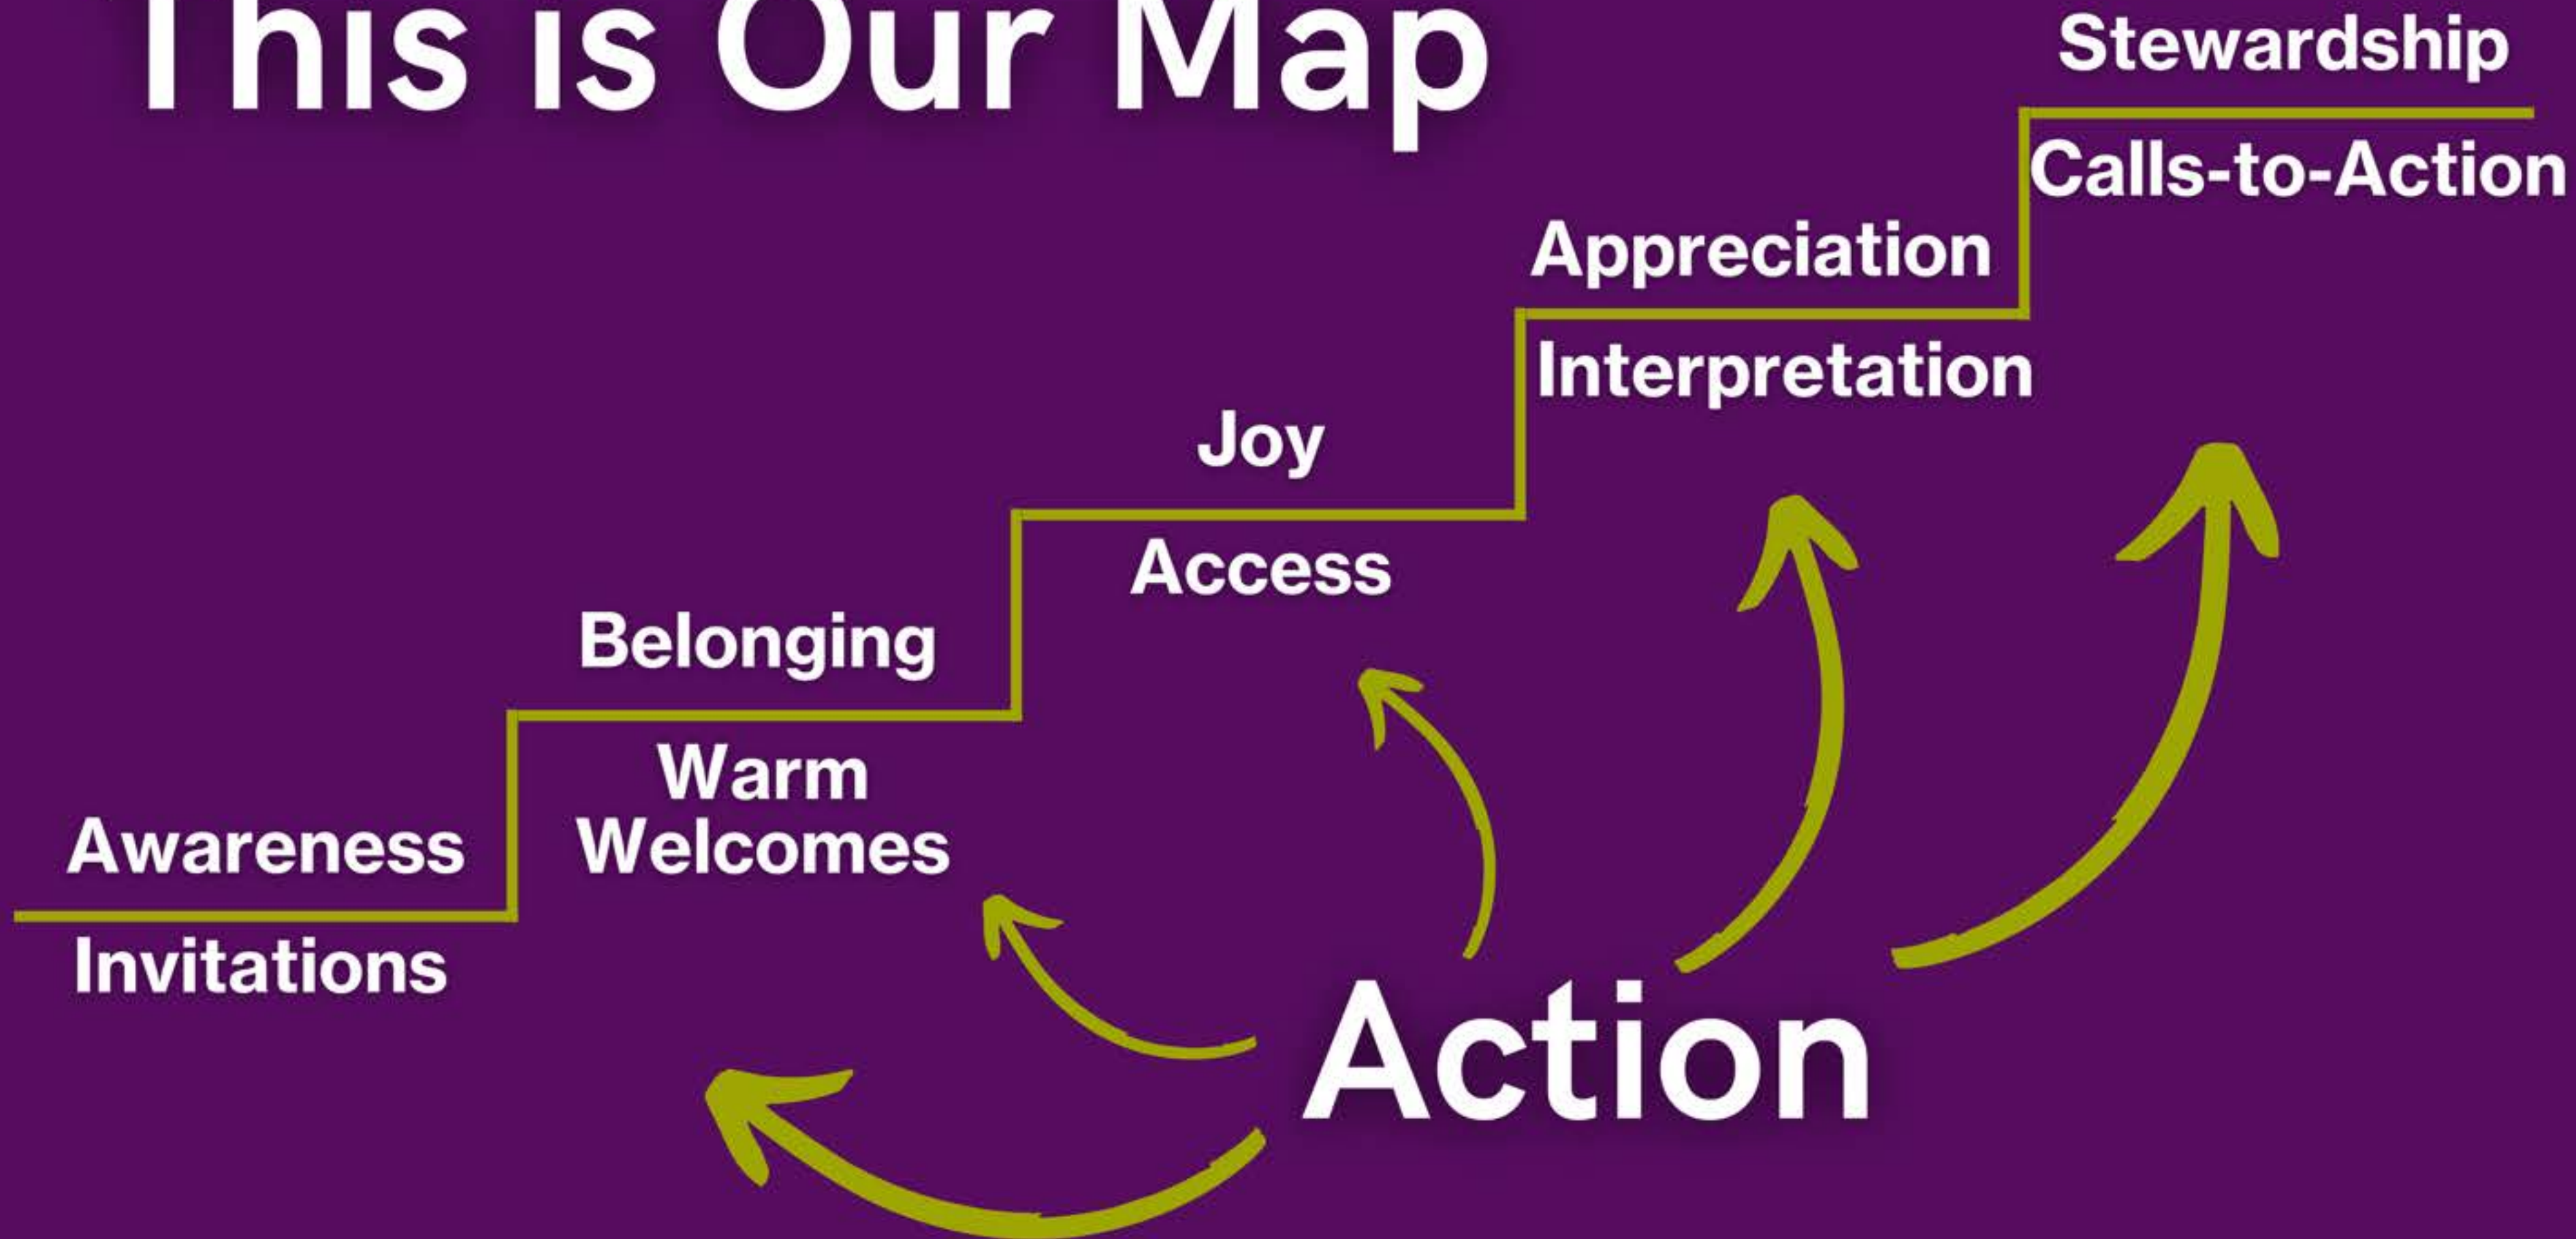 This is Our Map
Stewardship
Calls-to-Action
Appreciation
Interpretation
Joy
Access
Belonging
Warm
Welcomes
Awareness
Invitations
Action